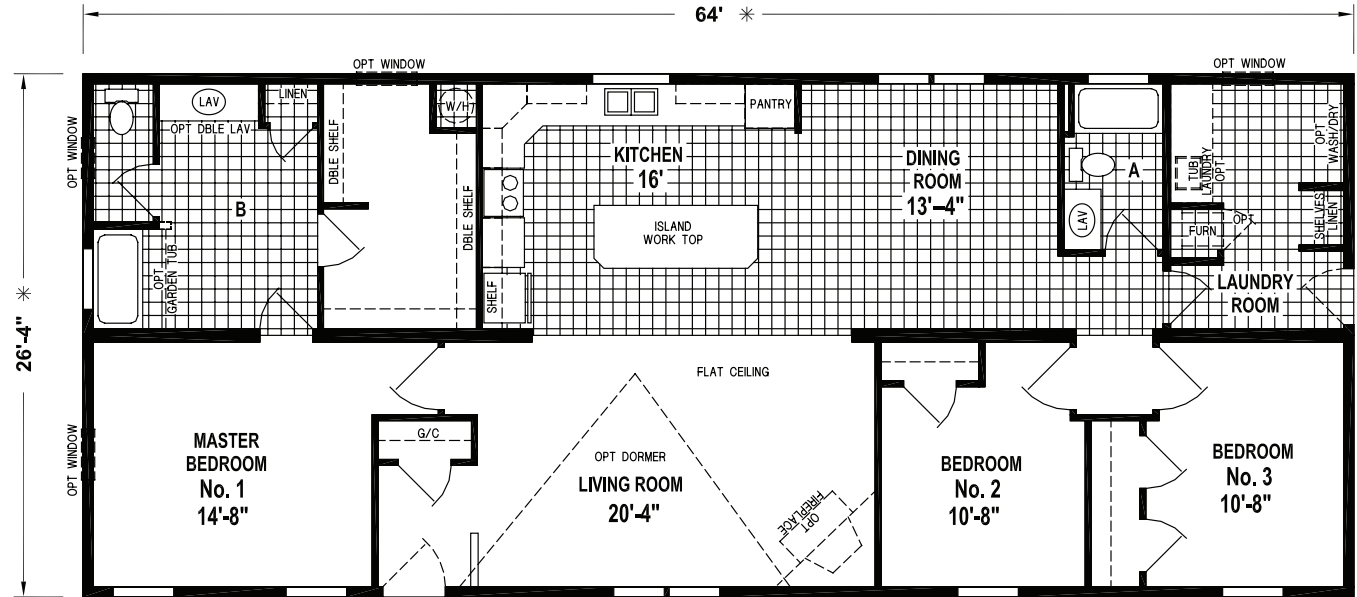 64' *
26'-4" *
OPT WINDOW
OPT WINDOW
LAV
OPT DBLE LAV
LINEN
OPT WINDOW
B
OPT
GARDEN TUB
DBLE SHELF
W/H
DBLE SHELF
KITCHEN
16'
PANTRY
ISLAND
WORK TOP
SHELF
DINING
ROOM
13'-4"
A
LAV
TUB
LAUNDRY
OPT
OPT
WASH/DRY
FURN
OPT
SHELVES
LINEN
LAUNDRY
ROOM
OPT WINDOW
MASTER
BEDROOM
No. 1
14'-8"
G/C
FLAT CEILING
OPT DORMER
LIVING ROOM
20'-4"
OPT
FIREPLACE
BEDROOM
No. 2
10'-8"
BEDROOM
No. 3
10'-8"